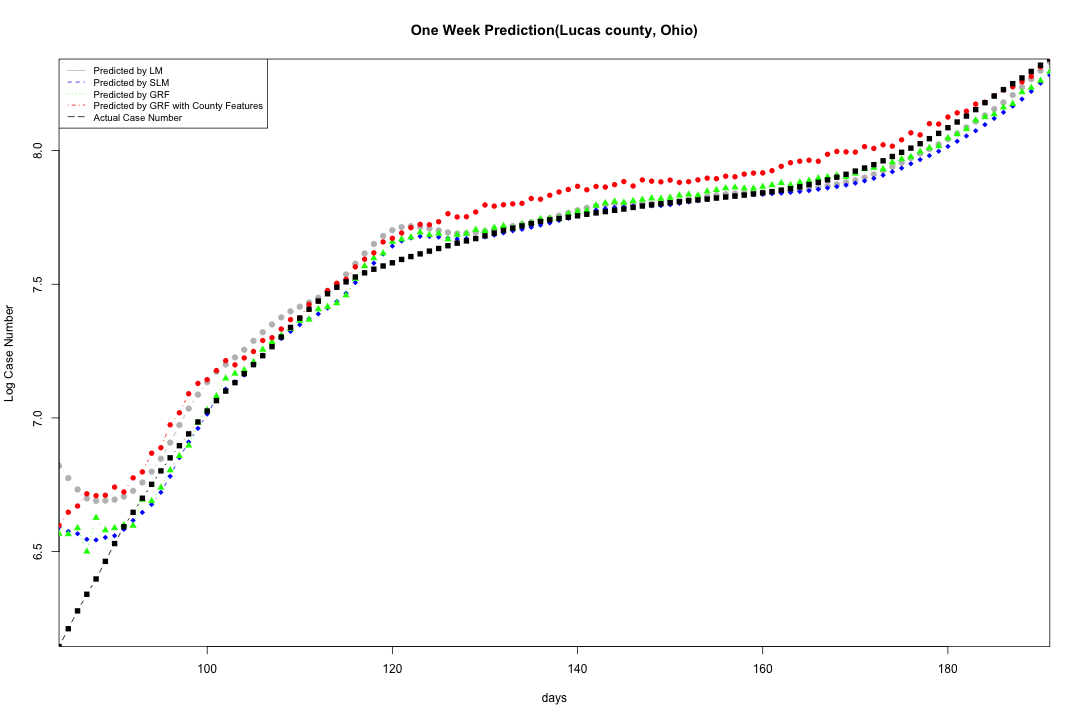 One Week Prediction(Lucas county, Ohio)
Predicted by LM
Predicted by SLM
Predicted by GRF
Predicted by GRF with County Features
Actual Case Number
8.0
7.5
7.0
6.5
Log Case Number
100 120 140 160 180
days